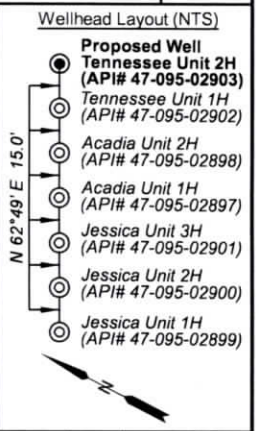 Wellhead Layout (NTS)
Proposed Well
Tennessee Unit 2H
(API# 47-095-02903)
Tennessee Unit 1H
(API# 47-095-02902)
Acadia Unit 2H
(API# 47-095-02898)
Acadia Unit 1H
(API# 47-095-02897)
Jessica Unit 3H
(API# 47-095-02901)
Jessica Unit 2H
(API# 47-095-02900)
Jessica Unit 1H
(API# 47-095-02899)
N 62°49' E 15.0'
N